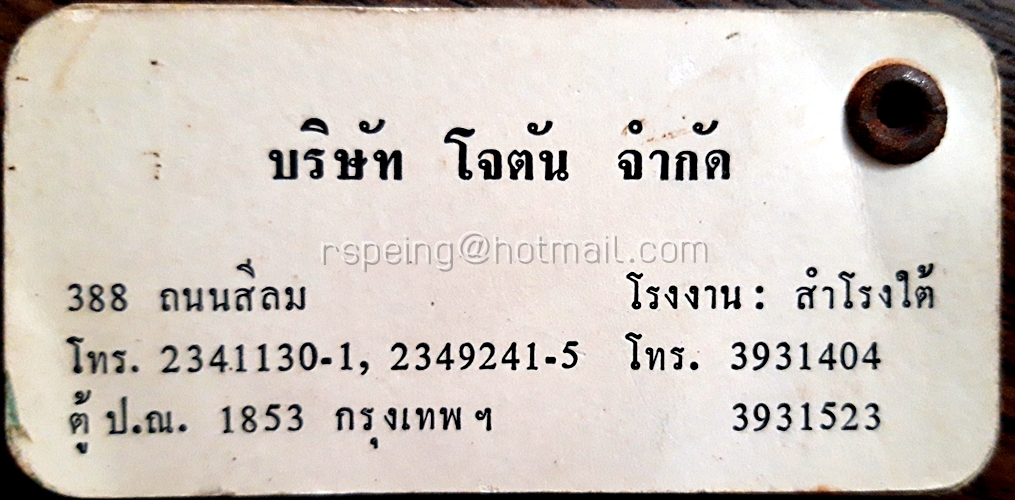 บริษัท โจตัน จำกัด
rspeing@hotmail.com
388 ถนนสีลม โรงงาน : สำโรงใต้
โทร. 2341130-1, 2349241-5 โทร. 3931404
ตู้ ป.ณ. 1853 กรุงเทพฯ 3931523